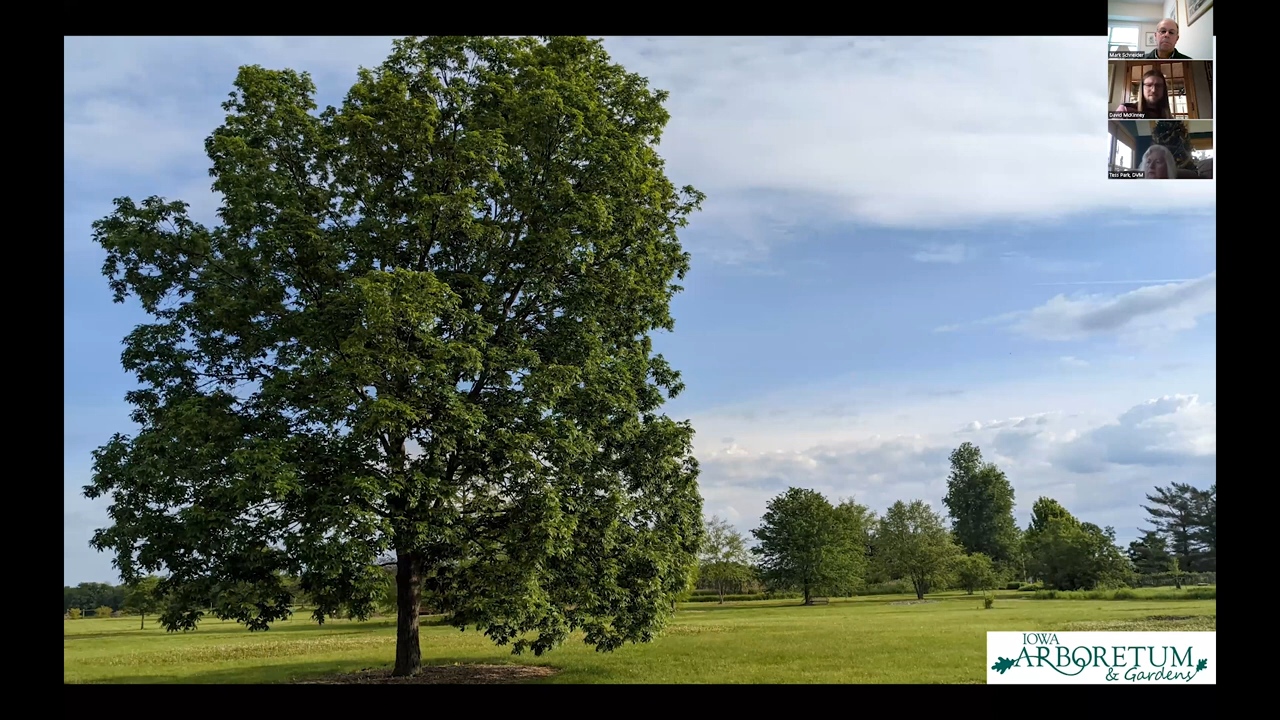 Mark Schneider
David McKinney
Tess Park, DVM
IOWA
ARBORETUM
& Gardens